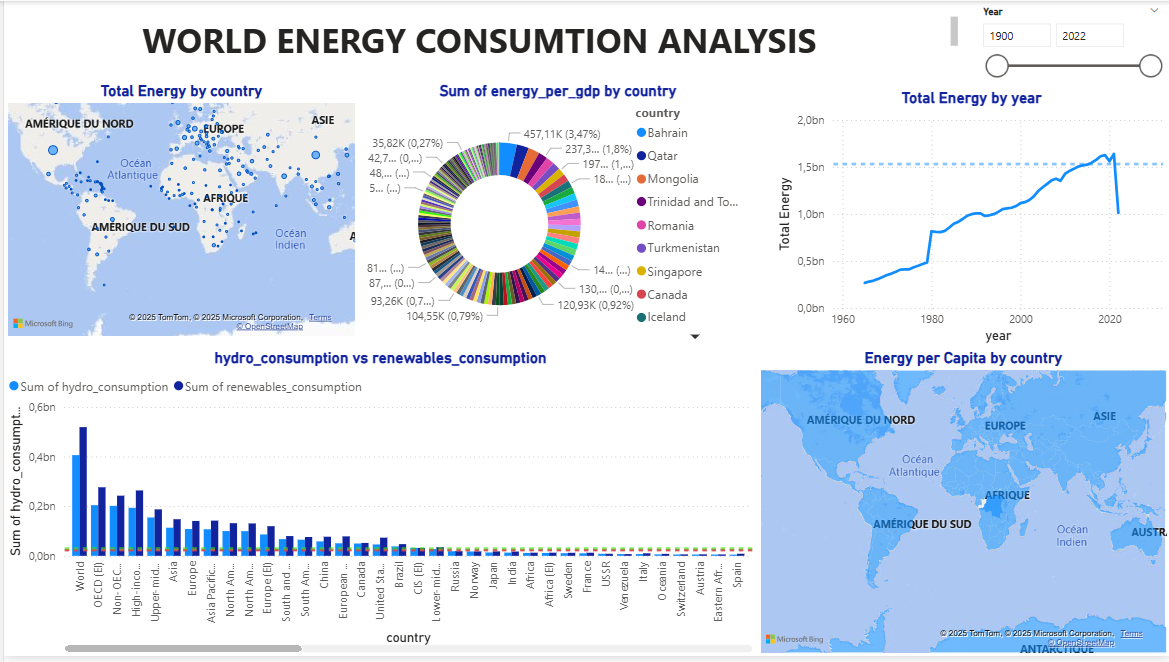 WORLD ENERGY CONSUMTION ANALYSIS
Year
1900
2022
Total Energy by country
AMÉRIQUE DU NORD
EUROPE
ASIE
Océan
Atlantique
AFRIQUE
AMÉRIQUE DU SUD
Océan
Indien
A
Microsoft Bing
© 2025 TomTom, © 2025 Microsoft Corporation, Terms
© OpenStreetMap
Sum of energy_per_gdp by country
35,82K (0,27%)
42,7... (0,...)
48,... (...)
5... (...)
81... (...)
87,... (0...)
93,26K (0,7...)
104,55K (0,79%)
457,11K (3,47%)
237,3... (1,8%)
197... (1,...)
18... (...)
14... (...)
130,... (0,...)
120,93K (0,92%)
country
Bahrain
Qatar
Mongolia
Trinidad and To...
Romania
Turkmenistan
Singapore
Canada
Iceland
Total Energy by year
Total Energy
2,0bn
1,5bn
1,0bn
0,5bn
0,0bn
1960
1980
2000
2020
year
hydro_consumption vs renewables_consumption
Sum of hydro_consumption
Sum of renewables_consumption
Sum of hydro_consumpt...
0,6bn
0,4bn
0,2bn
0,0bn
World
OECD (EI)
Non- OEC...
High-inco...
Upper-mid...
Asia
Europe
Asia Pacific...
North Am...
North Am...
Europe (EI)
South and ...
South Am...
China
European ...
Canada
United Sta...
Brazil
CIS (EI)
Lower-mid...
Russia
Norway
Japan
India
Africa
Africa (EI)
Sweden
France
USSR
Venezuela
Italy
Oceania
Switzerland
Austria
Eastern Afr...
Spain
country
Energy per Capita by country
AMÉRIQUE DU NORD
EUROPE
ASIE
Océan
Atlantique
AFRIQUE
AMÉRIQUE DU SUD
Océan
Indien
AUSTR
Microsoft Bing
© 2025 TomTom, © 2025 Microsoft Corporation, Terms
© OpenStreetMap
ANTARCTIQUE